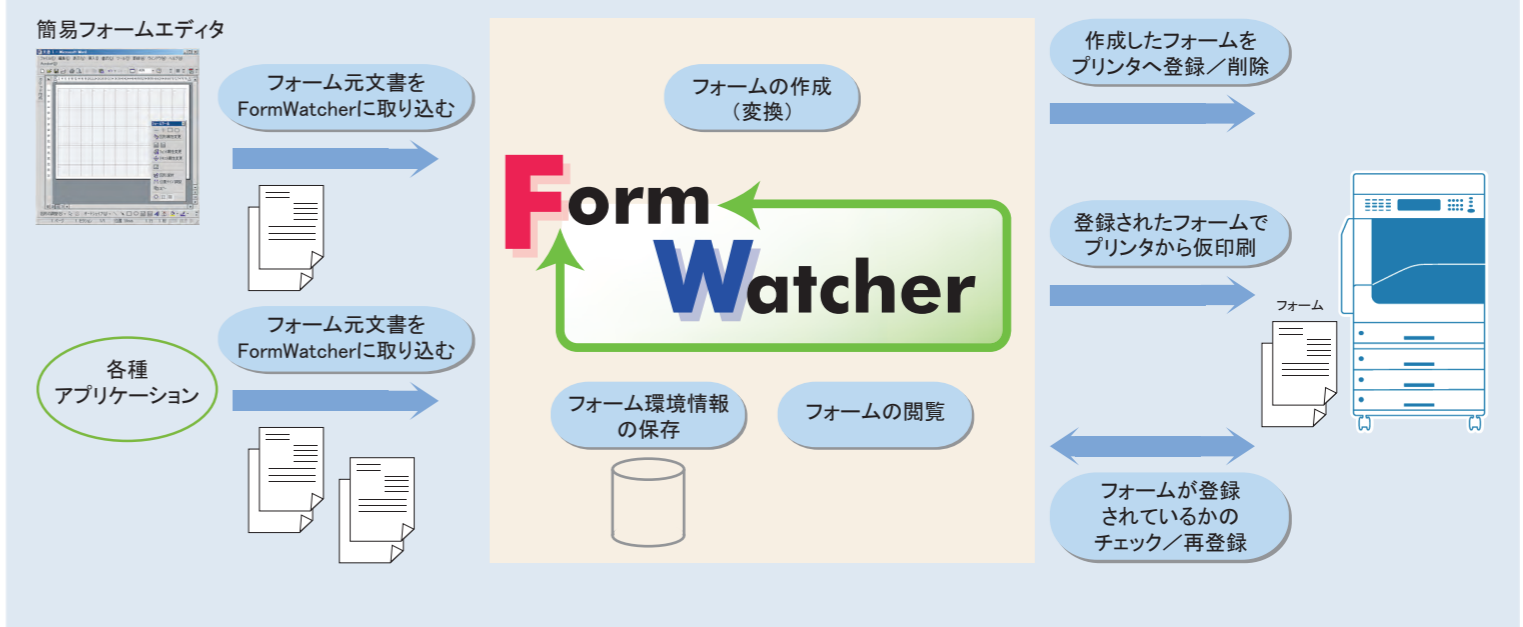 簡易フォームエディタ
フォーム元文書を
FormWatcherに取り込む
フォーム元文書を
FormWatcherに取り込む
各種
アプリケーション
フォームの作成
（変換）
Form
Watcher
フォーム環境情報
の保存
フォームの閲覧
作成したフォームを
プリンタへ登録／削除
登録されたフォームで
プリンタから仮印刷
フォーム
フォームが登録
されているかの
チェック／再登録